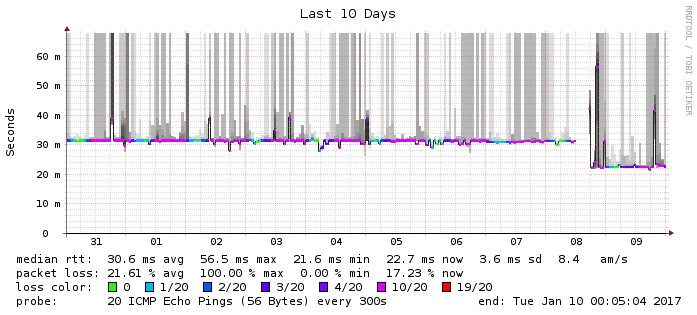 Last 10 Days
RRDTOOL / TOBI OETIKER
Seconds
60 m
50 m
40 m
30 m
20 m
10 m
0
31 01 02 03 04 05 06 07 08 09
median rtt: 30.6 ms avg 56.5 ms max 21.6 ms min 22.7 ms now 3.6 ms sd 8.4 am/s
packet loss: 21.61 % avg 100.00 % max 0.00 % min 17.23 % now
loss color: 0 1/20 2/20 3/20 4/20 10/20 19/20
probe: 20 ICMP Echo Pings (56 Bytes) every 300s end: Tue Jan 10 00:05:04 2017